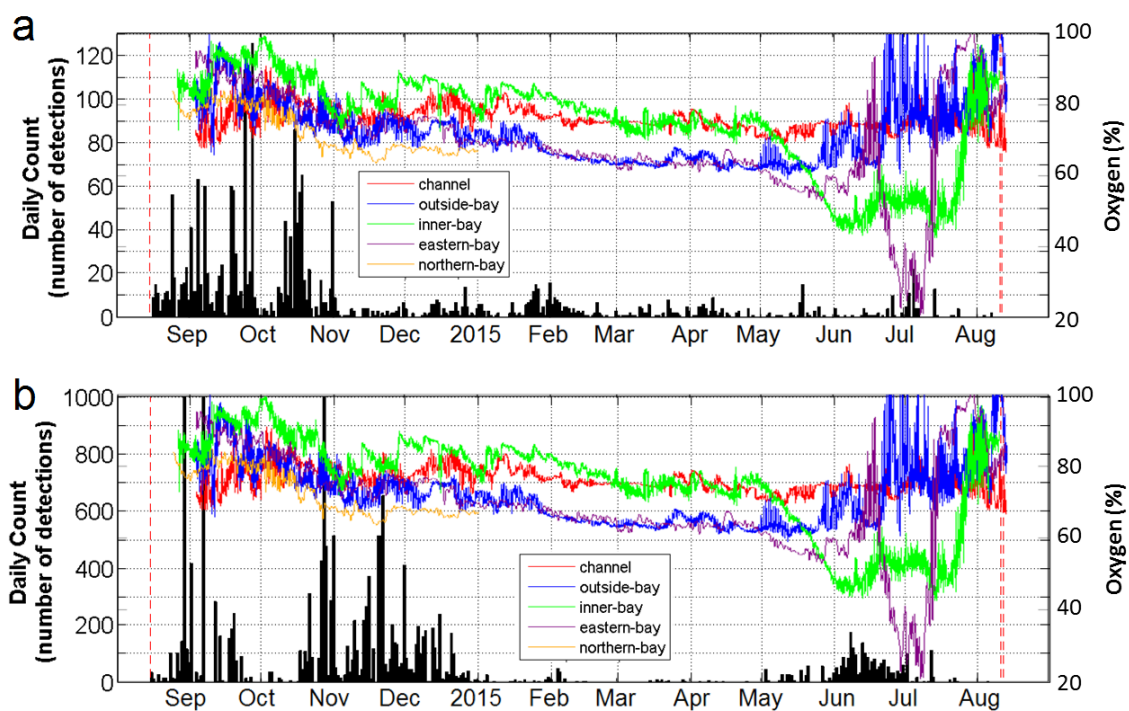 a
Daily Count
(number of detections)
120
100
80
60
40
20
0
100
80
60
40
20
Oxygen (%)
channel
outside-bay
inner-bay
eastern-bay
northern-bay
Sep Oct Nov Dec 2015 Feb Mar Apr May Jun Jul Aug
b
Daily Count
(number of detections)
1000
800
600
400
200
0
100
80
60
40
20
Oxygen (%)
channel
outside-bay
inner-bay
eastern-bay
northern-bay
Sep Oct Nov Dec 2015 Feb Mar Apr May Jun Jul Aug